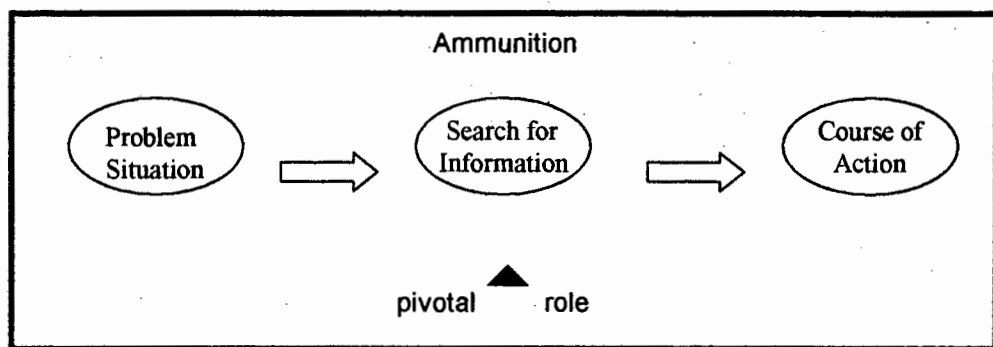 Ammunition
Problem
Situation
Search for
Information
Course of
Action
pivotal role